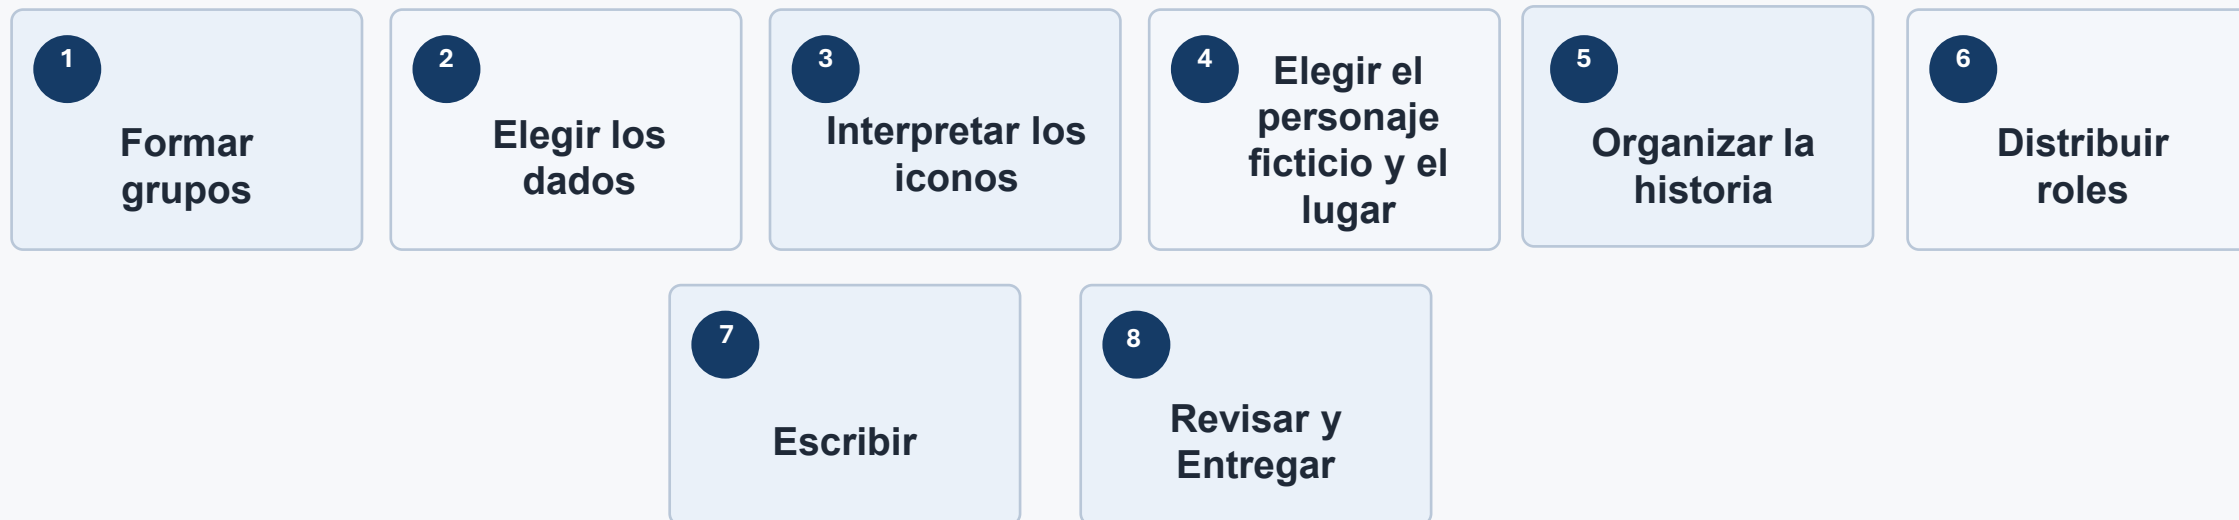 1
Formar
grupos
2
Elegir los
dados
3
Interpretar los
iconos
4
Elegir el
personaje
ficticio y el
lugar
5
Organizar la
historia
6
Distribuir
roles
7
Escribir
8
Revisar y
Entregar